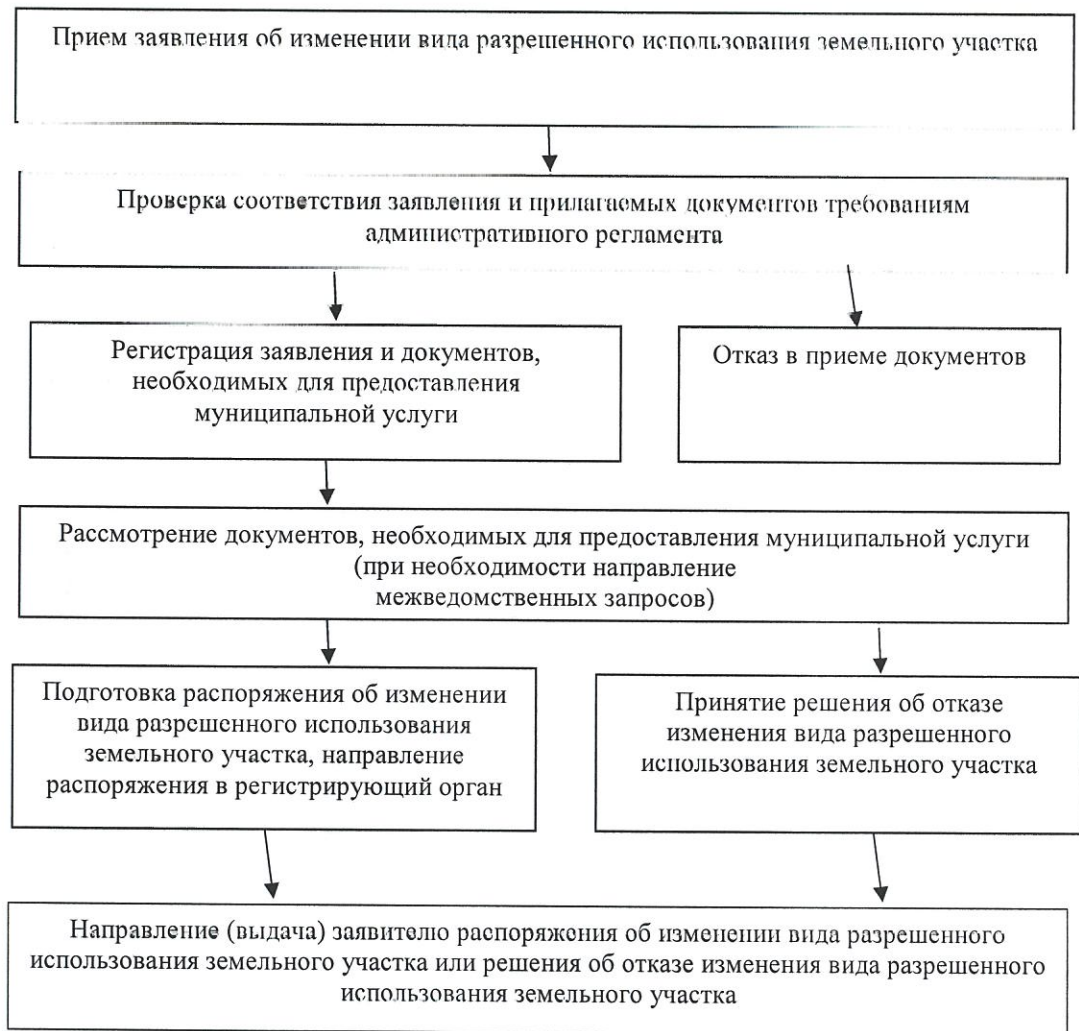 Прием заявления об изменении вида разрешенного использования земельного участка
Проверка соответствия заявления и прилагаемых документов требованиям
административного регламента
Регистрация заявления и документов,
необходимых для предоставления
муниципальной услуги
Отказ в приеме документов
Рассмотрение документов, необходимых для предоставления муниципальной услуги
(при необходимости направление
межведомственных запросов)
Подготовка распоряжения об изменении
вида разрешенного использования
земельного участка, направление
распоряжения в регистрирующий орган
Принятие решения об отказе
изменения вида разрешенного
использования земельного участка
Направление (выдача) заявителю распоряжения об изменении вида разрешенного
использования земельного участка или решения об отказе изменения вида разрешенного
использования земельного участка